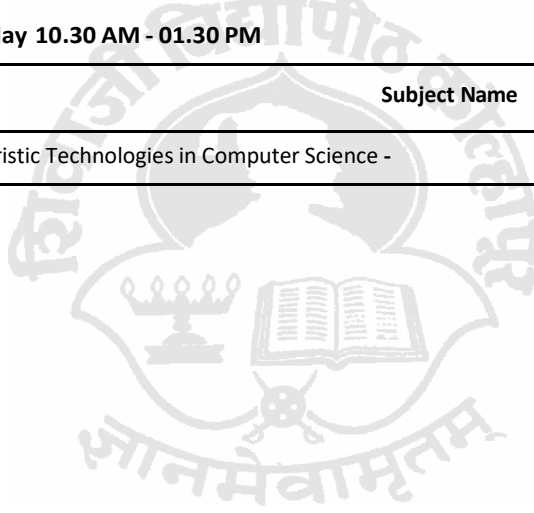 ay 10.30 AM - 01.30 PM
Subject Name
ristic Technologies in Computer Science -
शिवाजी विद्यापीठ कोल्हापूर
ज्ञानमेवामृतम्